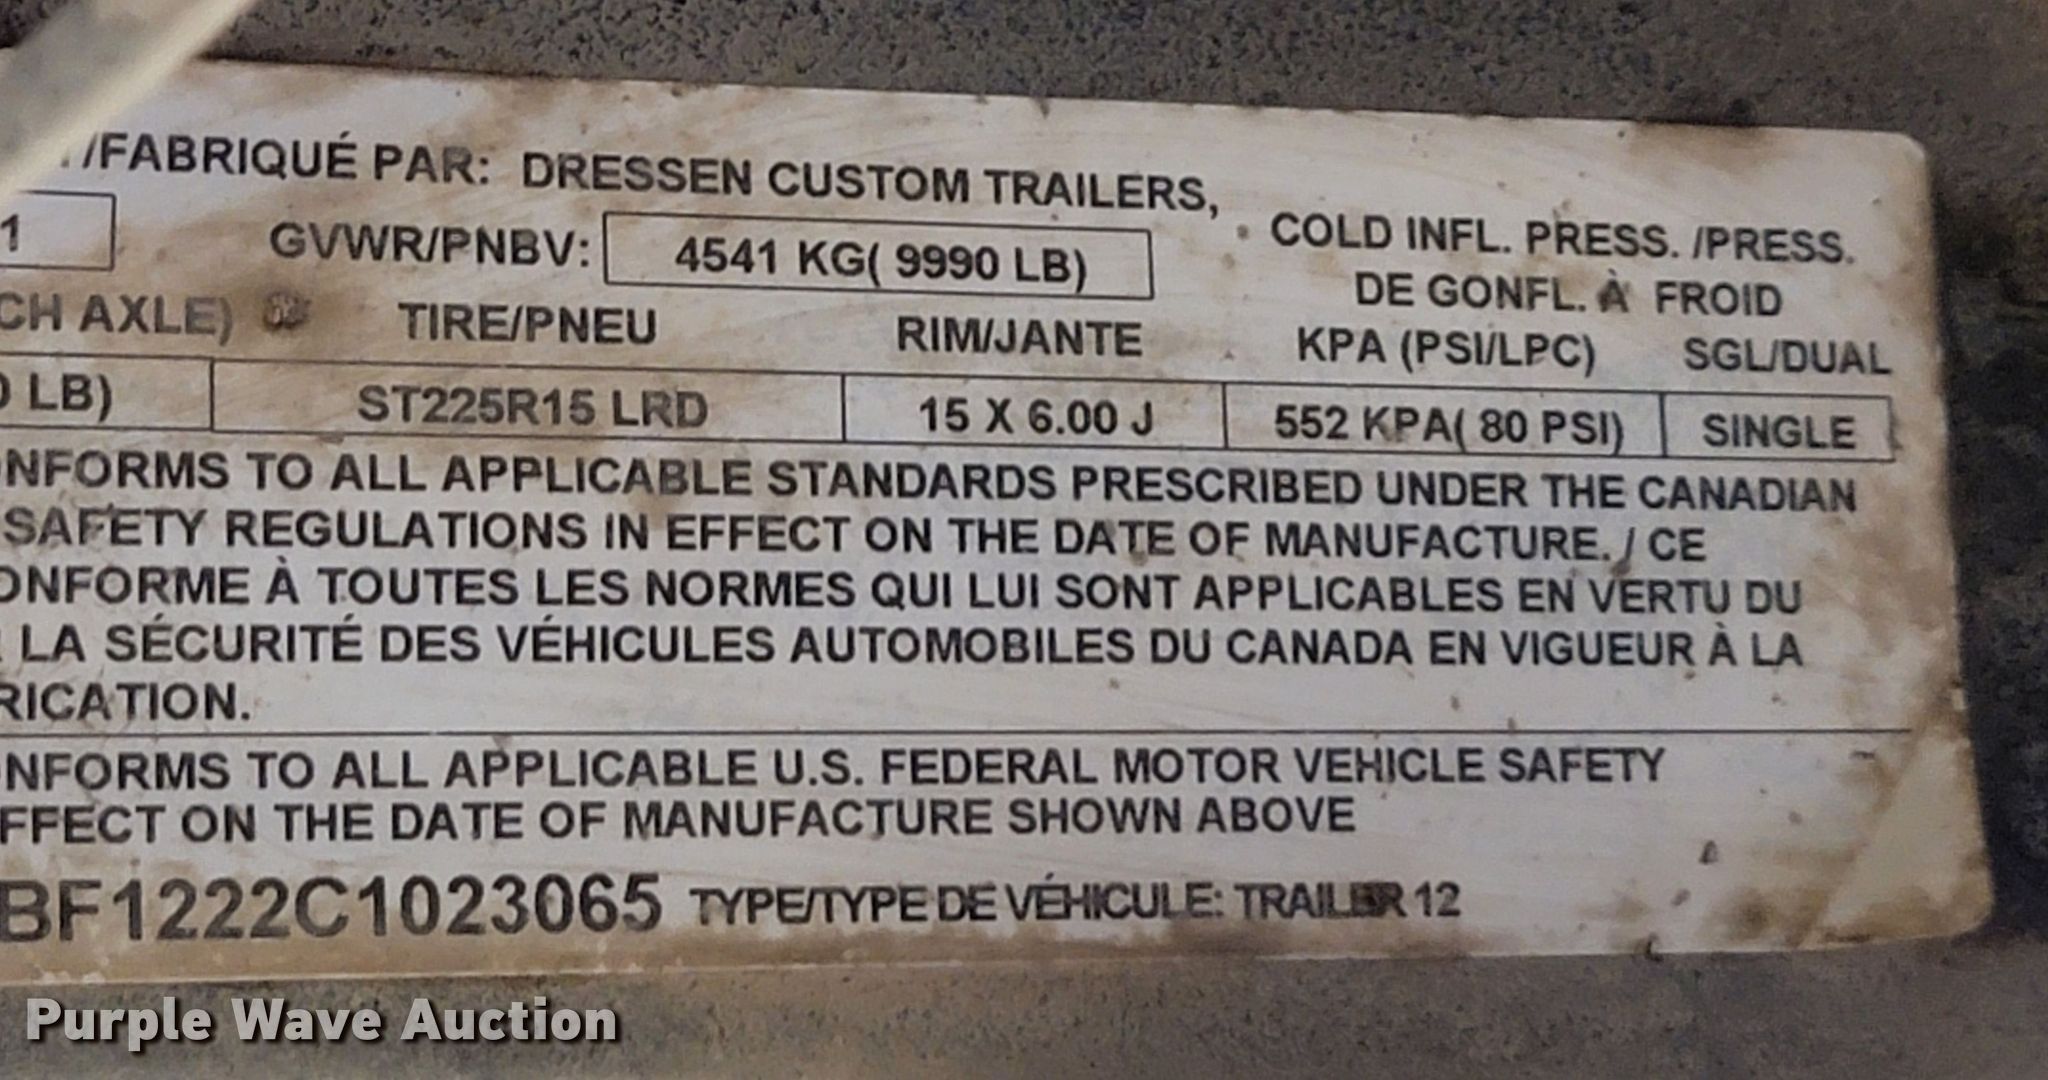 /FABRIQUÉ PAR: DRESSEN CUSTOM TRAILERS,
1 GVWR/PNBV: 4541 KG( 9990 LB) COLD INFL. PRESS. /PRESS.
DE GONFL. À FROID
CH AXLE) TIRE/PNEU RIM/JANTE KPA (PSI/LPC) SGL/DUAL
0 LB) ST225R15 LRD 15 X 6.00 J 552 KPA( 80 PSI) SINGLE
ONFORMS TO ALL APPLICABLE STANDARDS PRESCRIBED UNDER THE CANADIAN
SAFETY REGULATIONS IN EFFECT ON THE DATE OF MANUFACTURE. / CE
ONFORME À TOUTES LES NORMES QUI LUI SONT APPLICABLES EN VERTU DU
LA SÉCURITÉ DES VÉHICULES AUTOMOBILES DU CANADA EN VIGUEUR À LA
RICATION.
ONFORMS TO ALL APPLICABLE U.S. FEDERAL MOTOR VEHICLE SAFETY
FFECT ON THE DATE OF MANUFACTURE SHOWN ABOVE
BF1222C1023065 TYPE/TYPE DE VÉHICULE: TRAILER 12
Purple Wave Auction